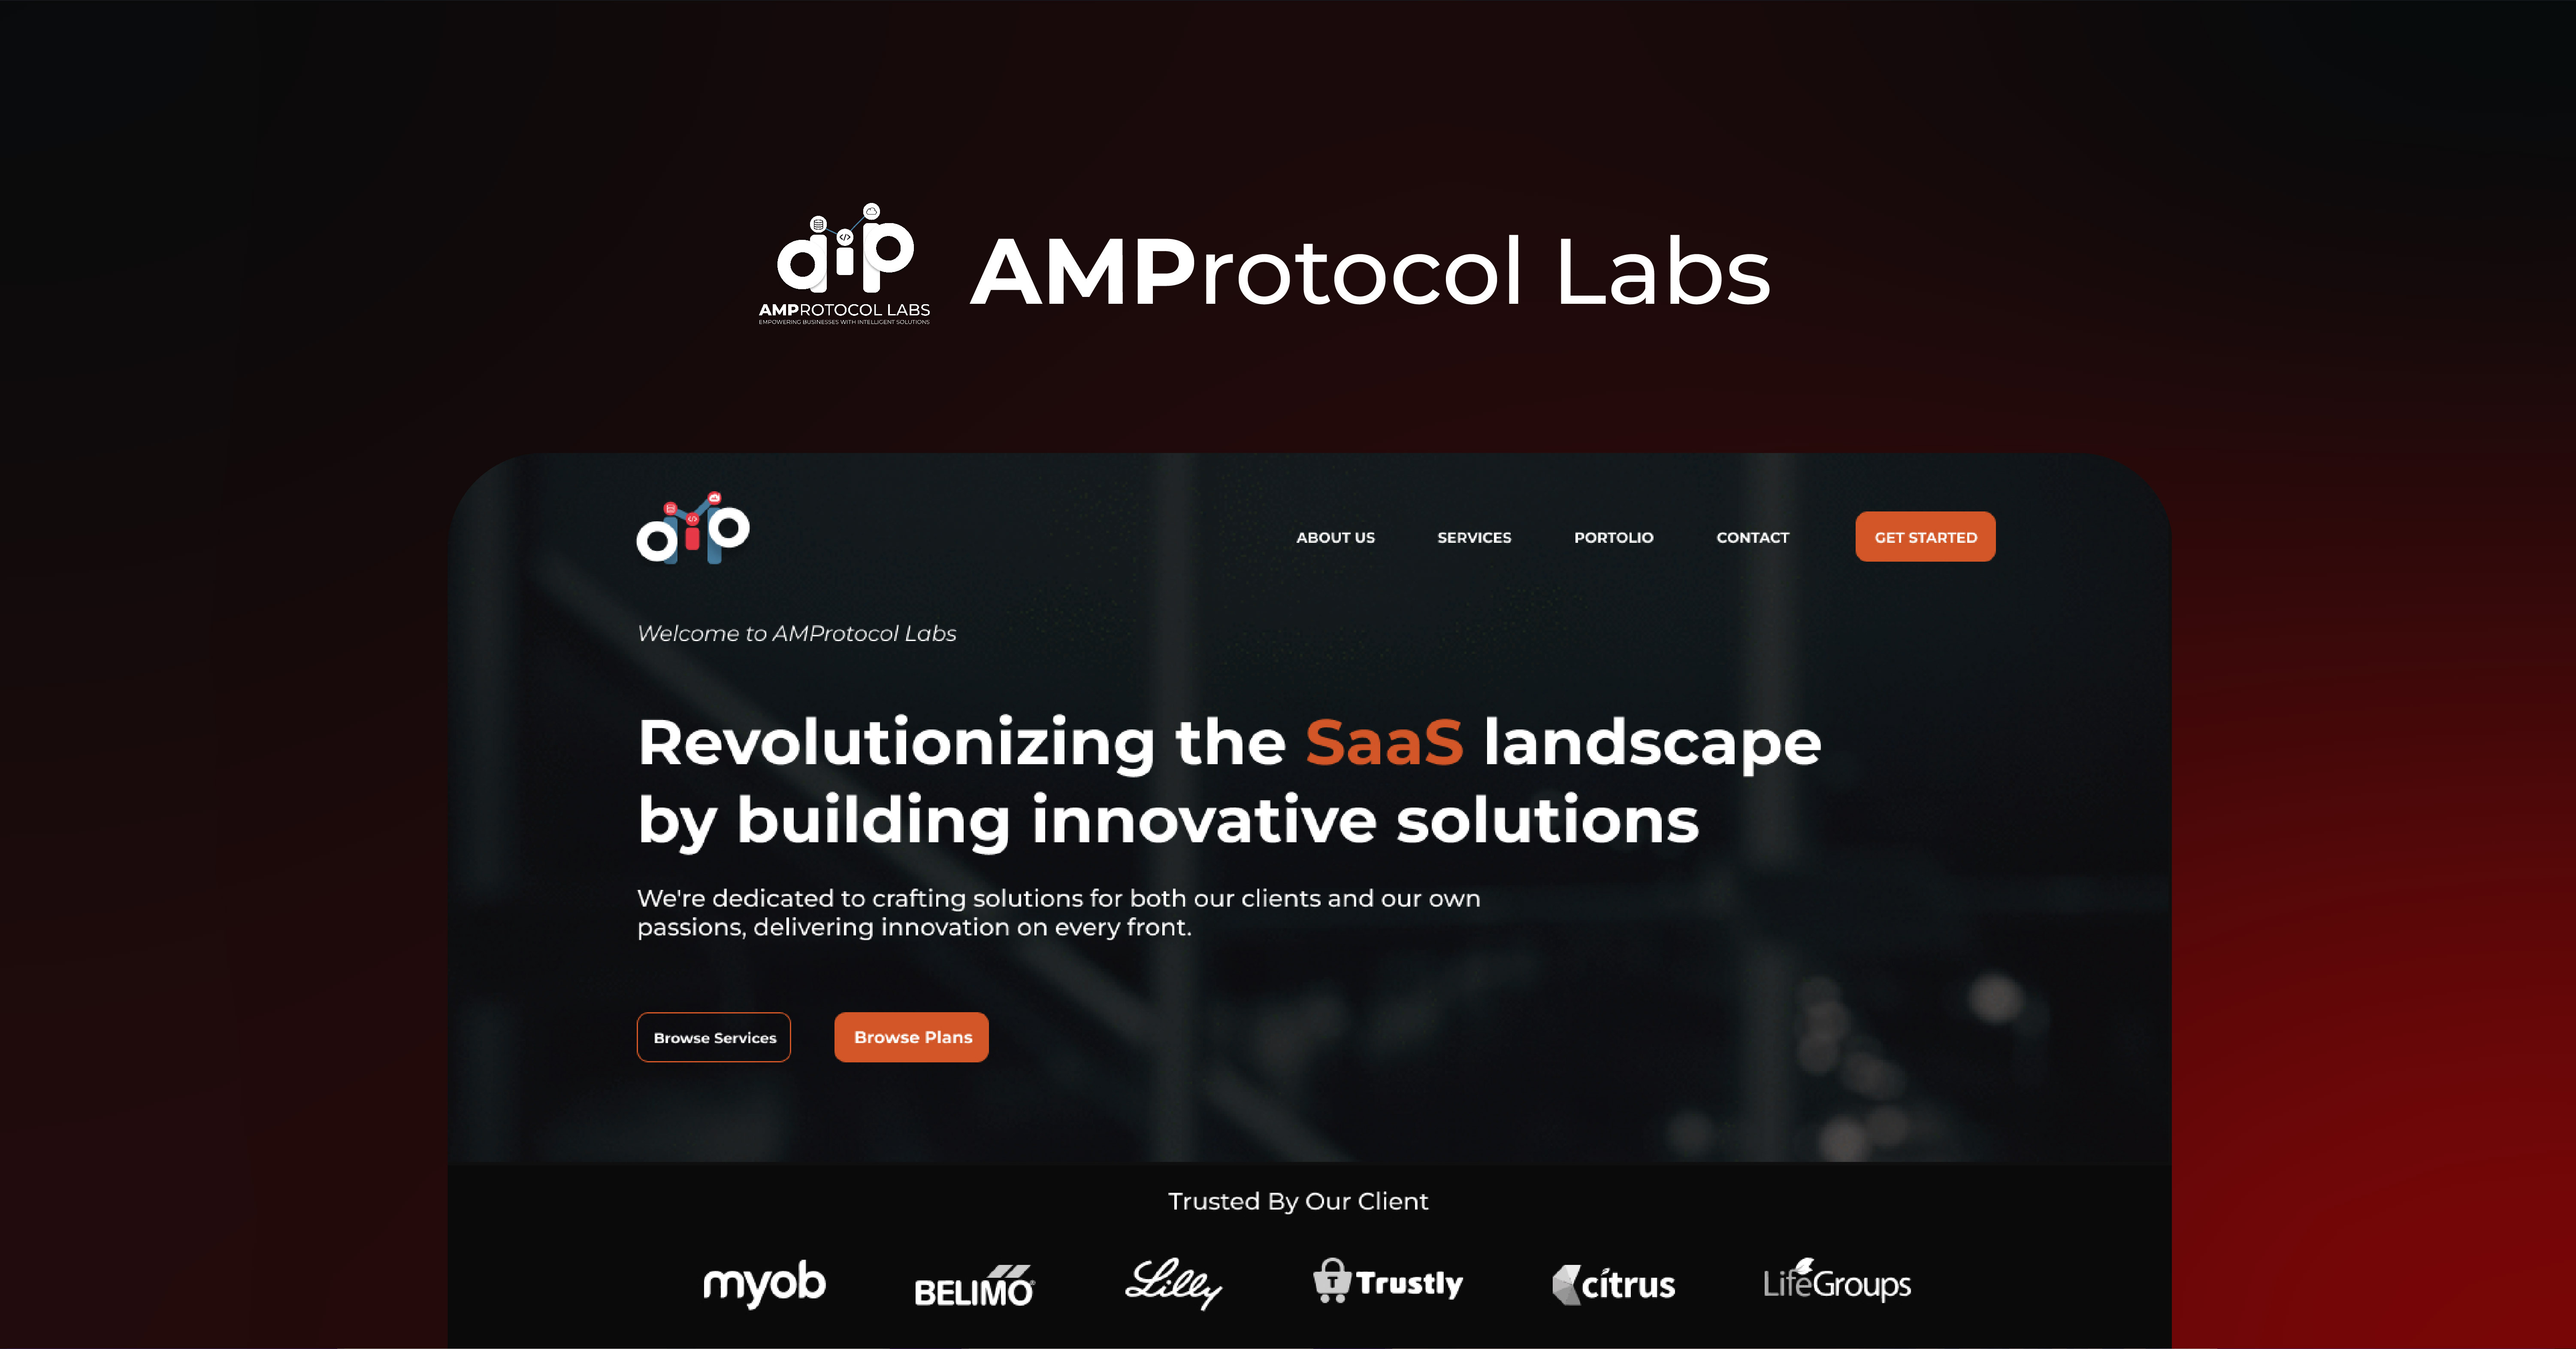 aip
AMPROTOCOL LABS
EMPOWERING BUSINESSES WITH INTELLIGENT SOLUTIONS
AMProtocol Labs
ABOUT US
SERVICES
PORTOLIO
CONTACT
GET STARTED
Welcome to AMProtocol Labs
Revolutionizing the SaaS landscape
by building innovative solutions
We're dedicated to crafting solutions for both our clients and our own
passions, delivering innovation on every front.
Browse Services
Browse Plans
Trusted By Our Client
myob
BELIMO
Lilly
T Trustly
citrus
LifeGroups